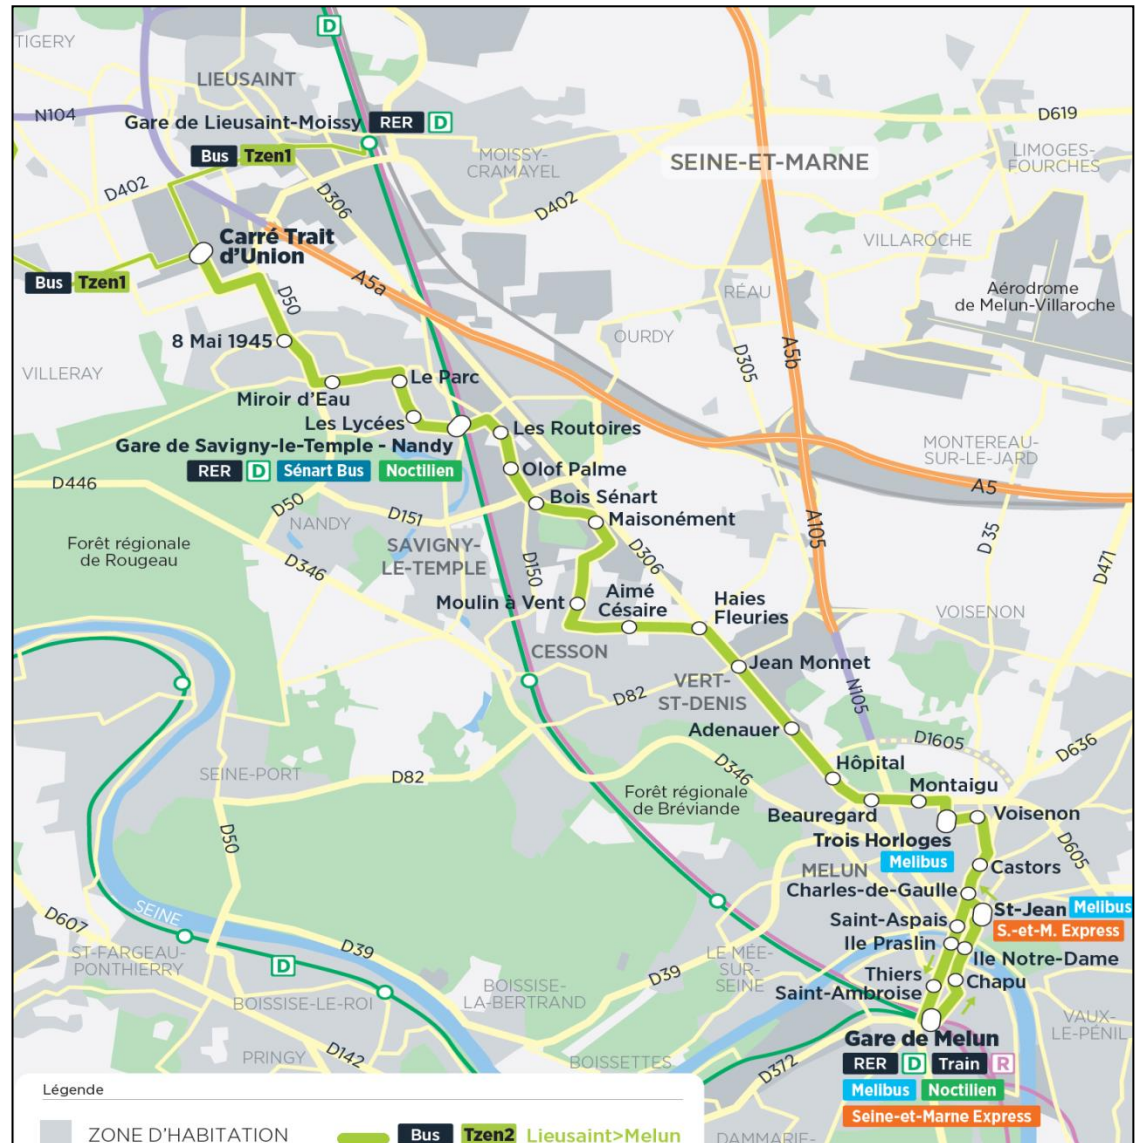 TIGERY
LIEUSAINT
D
N104
Gare de Lieusaint-Moissy RER D
D619
Bus Tzen1
MOISSY-
CRAMAYEL
SEINE-ET-MARNE
LIMOGES-
FOURCHES
D402
D306
D402
Carré Trait
d'Union
VILLAROCHE
Bus Tzen1
D50
A5a
RÉAU
Aérodrome
de Melun-Villaroche
8 Mai 1945
OURDY
A5b
D305
VILLERAY
Le Parc
Miroir d'Eau
Les Lycées
Les Routoires
Gare de Savigny-le-Temple - Nandy
RER D Sénart Bus Noctilien
MONTEREAU-
SUR-LE-JARD
Olof Palme
D446
A5
D50
Bois Sénart
NANDY
D151
Maisonément
A105
D35
Forêt régionale
de Rougeau
SAVIGNY-
LE-TEMPLE
D306
D346
D150
D471
Moulin à Vent
Aimé
Césaire
Haies
Fleuries
VOISENON
CESSON
Jean Monnet
VERT-
ST-DENIS
D82
N105
Adenauer
D1605
D636
D346
SEINE-PORT
D82
Hôpital
Forêt régionale
de Bréviande
Montaigu
Beauregard
Voisenon
D50
Trois Horloges
Melibus
D605
MELUN
Castors
Charles-de-Gaulle
SEINE
St-Jean Melibus
S.-et-M. Express
Saint-Aspais
D607
Ile Praslin
D39
ST-FARGEAU-
PONTHIERRY
LE MÉE-
SUR-
SEINE
Ile Notre-Dame
D
D39
Thiers
Saint-Ambroise
Chapu
BOISSISE-LE-ROI
BOISSISE-
LA-BERTRAND
VAUX-
LE-PÉNIL
Gare de Melun
RER D Train R
PRINGY
D142
BOISSETTES
D372
Melibus Noctilien
Seine-et-Marne Express
Légende
ZONE D'HABITATION
Bus Tzen2 Lieusaint>Melun
DAMMARIE-